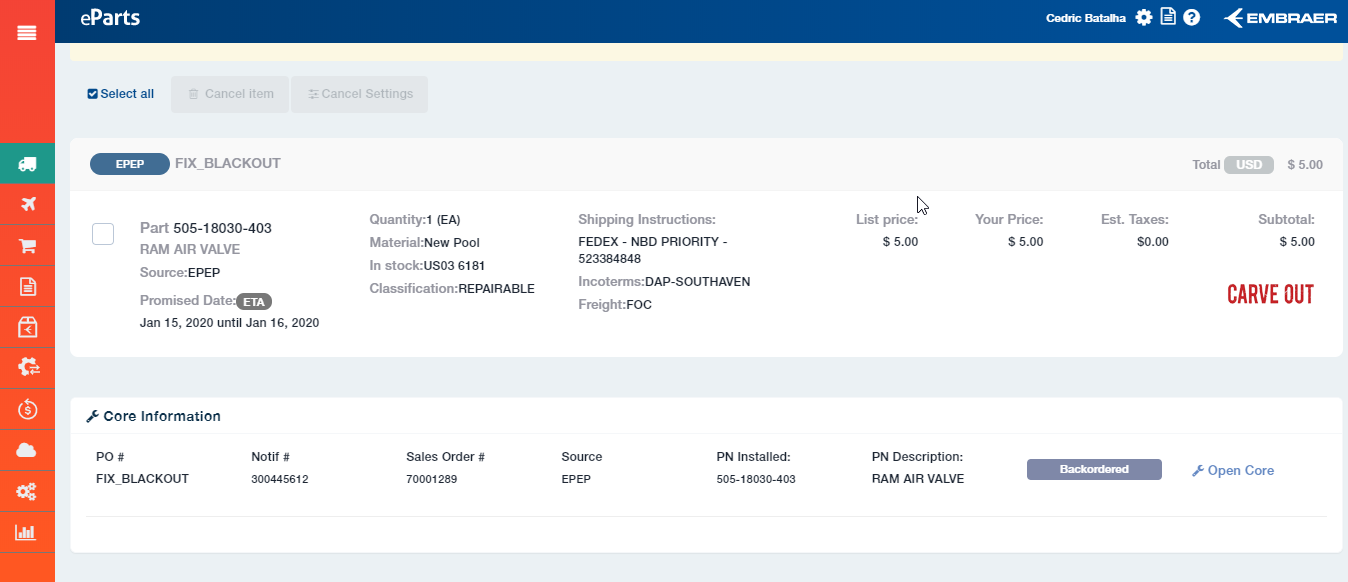 eParts
Cedric Batalha
EMBRAER
Select all
Cancel item
Cancel Settings
EPEP FIX_BLACKOUT
Total USD $ 5.00
Part 505-18030-403
RAM AIR VALVE
Source:EPEP
Promised Date:ETA
Jan 15, 2020 until Jan 16, 2020
Quantity:1 (EA)
Material:New Pool
In stock:US03 6181
Classification:REPAIRABLE
Shipping Instructions:
FEDEX - NBD PRIORITY -
523384848
Incoterms:DAP-SOUTHAVEN
Freight:FOC
List price:
$ 5.00
Your Price:
$ 5.00
Est. Taxes:
$0.00
Subtotal:
$ 5.00
CARVE OUT
Core Information
PO #
FIX_BLACKOUT
Notif #
300445612
Sales Order #
70001289
Source
EPEP
PN Installed:
505-18030-403
PN Description:
RAM AIR VALVE
Backordered
Open Core